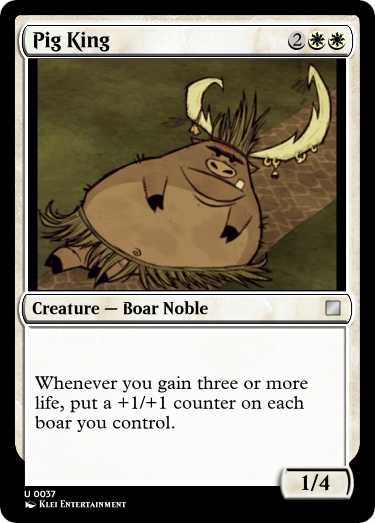 Pig King 2
Creature — Boar Noble
Whenever you gain three or more
life, put a +1/+1 counter on each
boar you control.
1/4
U 0037
Klei Entertainment